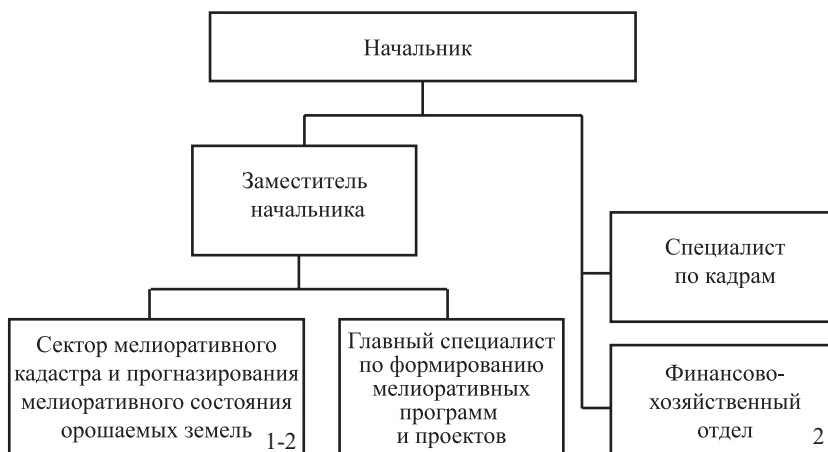 Начальник
Заместитель
начальника
Специалист
по кадрам
Сектор мелиоративного
кадастра и прогназирования
мелиоративного состояния
орошаемых земель
1-2
Главный специалист
по формированию
мелиоративных
программ
и проектов
Финансово-
хозяйственный
отдел
2